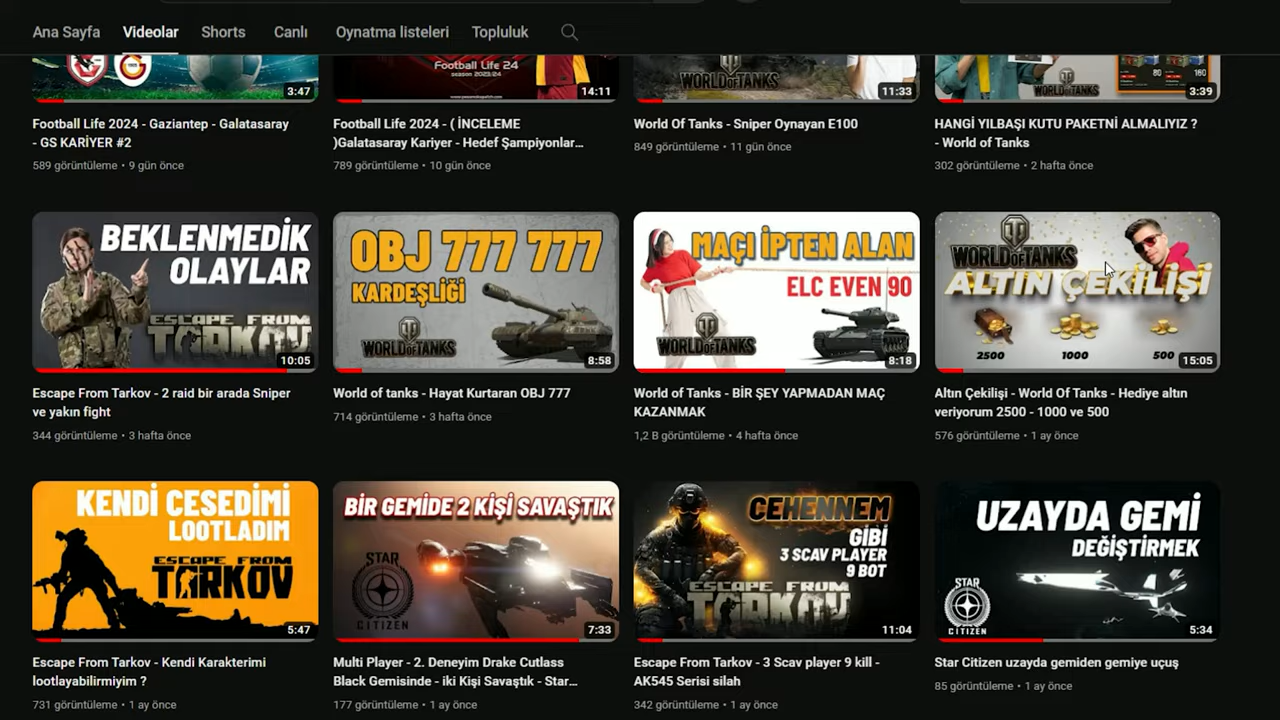 Ana Sayfa
Videolar
Shorts
Canlı
Oynatma listeleri
Topluluk
3:47
Football Life 24
season 2023/24
14:11
WORLD OF TANKS
11:33
WORLD OF TANKS
80
160
3:39
Football Life 2024 - Gaziantep - Galatasaray
- GS KARİYER #2
589 görüntüleme • 9 gün önce
Football Life 2024 - ( İNCELEME
)Galatasaray Kariyer - Hedef Şampiyonlar...
789 görüntüleme • 10 gün önce
World Of Tanks - Sniper Oynayan E100
849 görüntüleme • 11 gün önce
HANGİ YILBAŞI KUTU PAKETNİ ALMALIYIZ ?
- World of Tanks
302 görüntüleme • 2 hafta önce
BEKLENMEDİK
OLAYLAR
ESCAPE FROM
TARKOV
10:05
OBJ 777 777
KARDEŞLİĞİ
WORLD OF TANKS
8:58
MAÇI İPTEN ALAN
ELC EVEN 90
WORLD OF TANKS
8:18
WORLD OF TANKS
ALTIN ÇEKİLİŞİ
2500
1000
500
15:05
Escape From Tarkov - 2 raid bir arada Sniper
ve yakın fight
344 görüntüleme • 3 hafta önce
World of tanks - Hayat Kurtaran OBJ 777
714 görüntüleme • 3 hafta önce
World of Tanks - BİR ŞEY YAPMADAN MAÇ
KAZANMAK
1,2 B görüntüleme • 4 hafta önce
Altın Çekilişi - World Of Tanks - Hediye altın
veriyorum 2500 - 1000 ve 500
576 görüntüleme • 1 ay önce
KENDİ CESEDİMİ
LOOTLADIM
ESCAPE FROM
TARKOV
5:47
BİR GEMİDE 2 KİŞİ SAVAŞTIK
STAR
CITIZEN
7:33
CEHENNEM
GİBİ
3 SCAV PLAYER
9 BOT
ESCAPE FROM
TARKOV
11:04
UZAYDA GEMİ
DEĞİŞTİRMEK
STAR
CITIZEN
5:34
Escape From Tarkov - Kendi Karakterimi
lootlayabilirmiyim ?
731 görüntüleme • 1 ay önce
Multi Player - 2. Deneyim Drake Cutlass
Black Gemisinde - iki Kişi Savaştık - Star...
177 görüntüleme • 1 ay önce
Escape From Tarkov - 3 Scav player 9 kill -
AK545 Serisi silah
342 görüntüleme • 1 ay önce
Star Citizen uzayda gemiden gemiye uçuş
85 görüntüleme • 1 ay önce